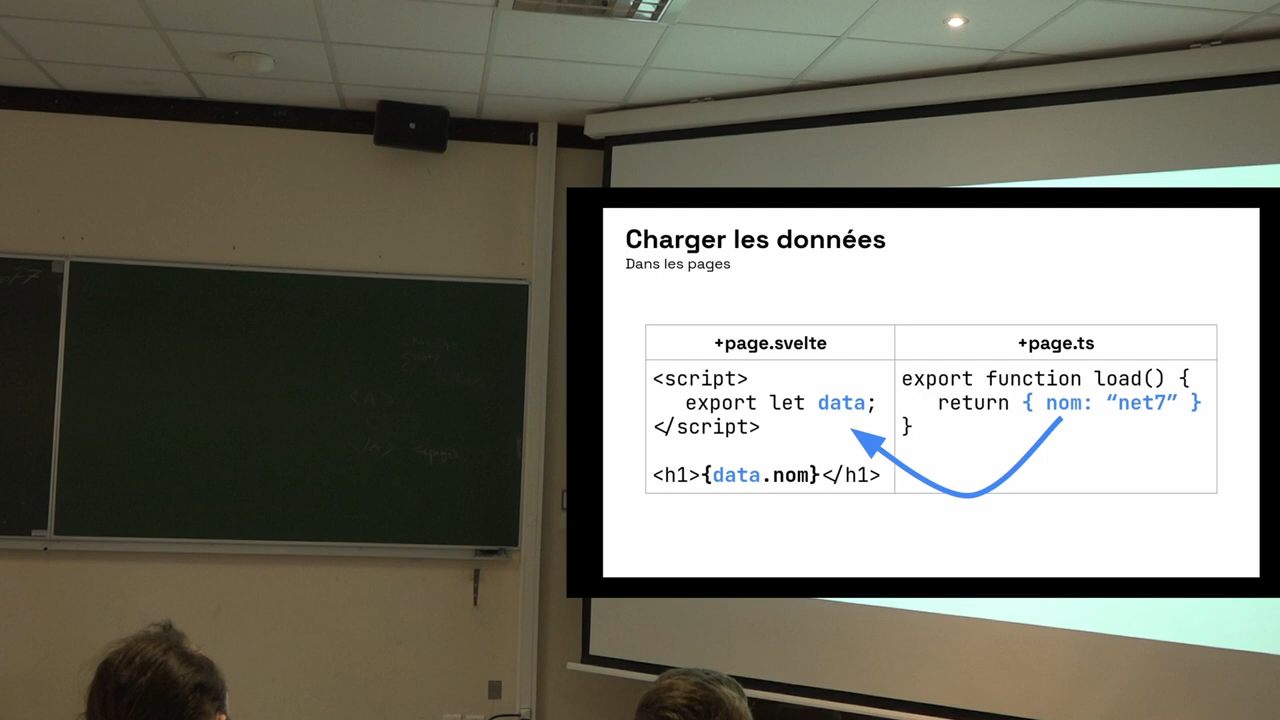 Charger les données
Dans les pages
+page.svelte
+page.ts
<script>
export let data;
</script>
<h1>{data.nom}</h1>
export function load() {
return { nom: “net7” }
}